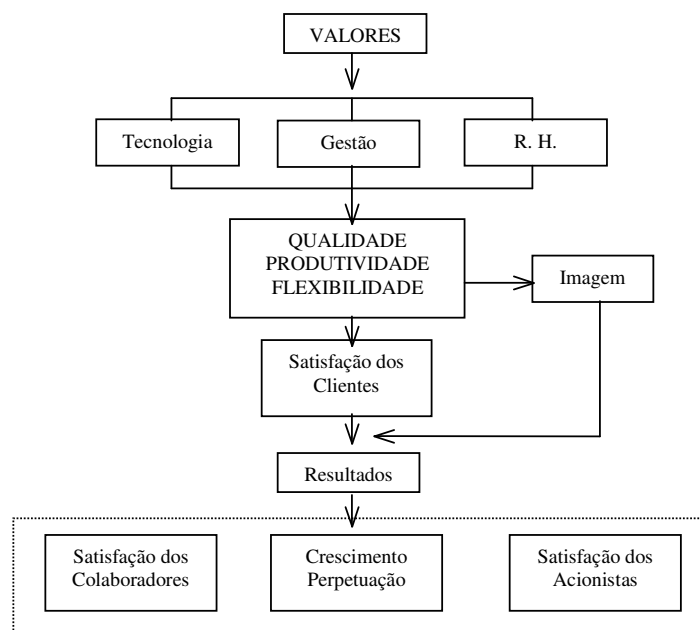 VALORES
Tecnologia
Gestão
R. H.
QUALIDADE
PRODUTIVIDADE
FLEXIBILIDADE
Imagem
Satisfação dos
Clientes
Resultados
Satisfação dos
Colaboradores
Crescimento
Perpetuação
Satisfação dos
Acionistas